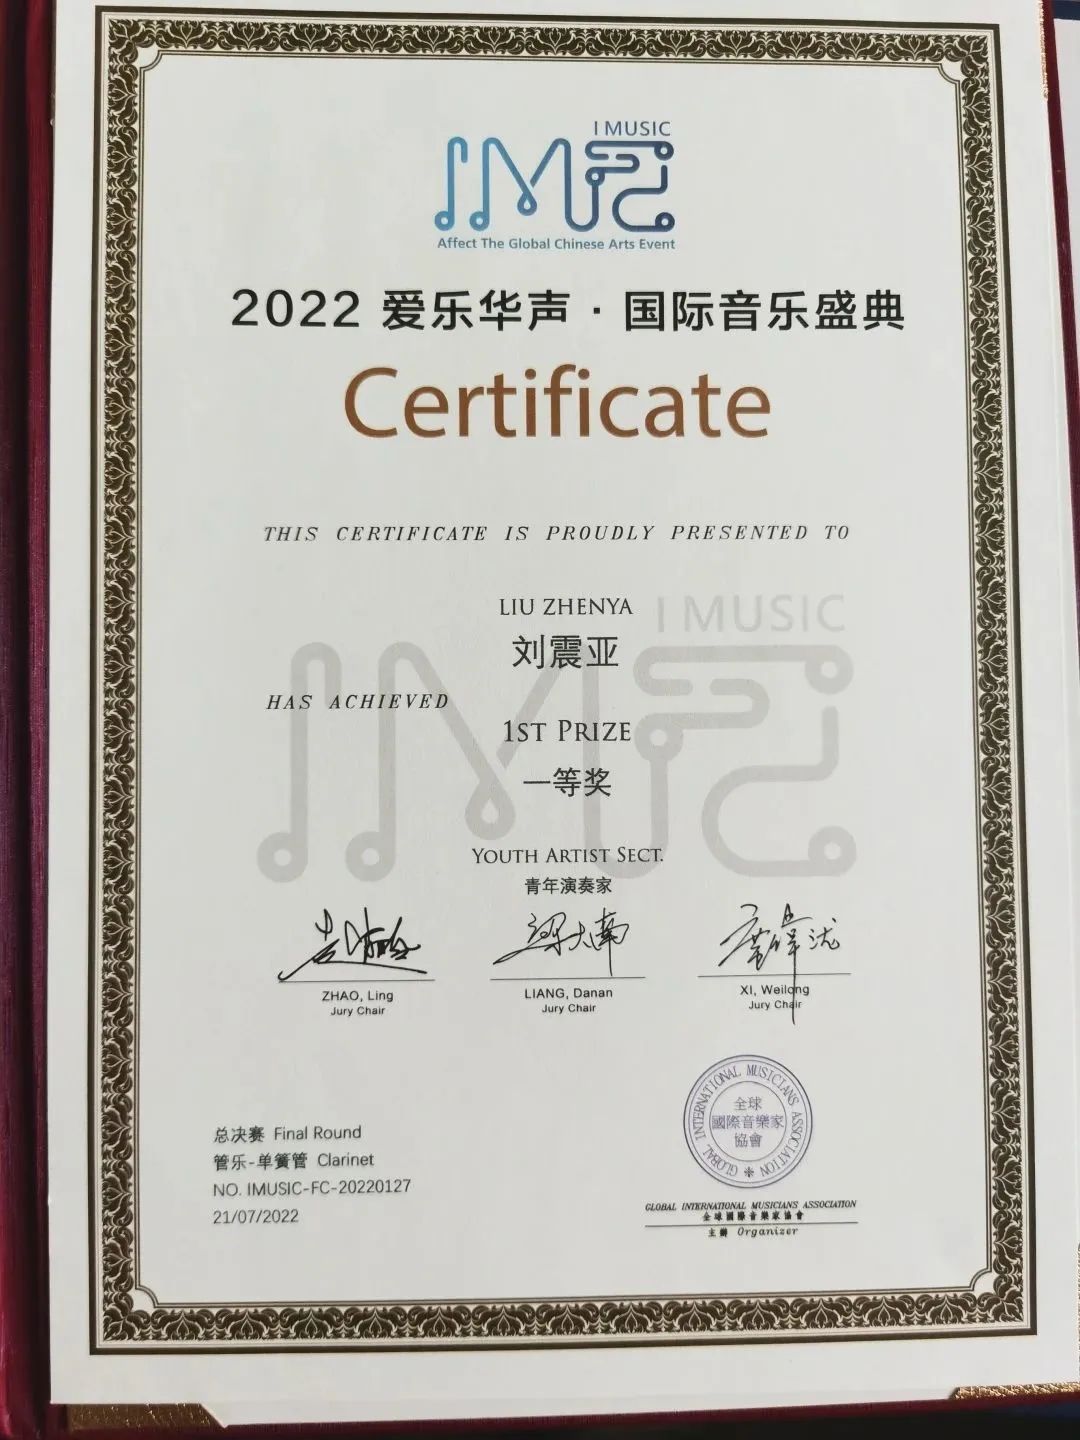 I MUSIC
Affect The Global Chinese Arts Event
2022 爱乐华声·国际音乐盛典
Certificate
THIS CERTIFICATE IS PROUDLY PRESENTED TO
LIU ZHENYA
I MUSIC
刘震亚
HAS ACHIEVED
1ST PRIZE
一等奖
YOUTH ARTIST SECT.
青年演奏家
ZHAO, Ling
Jury Chair
LIANG, Danan
Jury Chair
XI, Weilong
Jury Chair
总决赛 Final Round
管乐-单簧管 Clarinet
NO. IMUSIC-FC-20220127
21/07/2022
GLOBAL INTERNATIONAL MUSICIANS ASSOCIATION
全球
國際音樂家
協會
GLOBAL INTERNATIONAL MUSICIANS ASSOCIATION
全球國際音樂家協會
主辦 Organizer